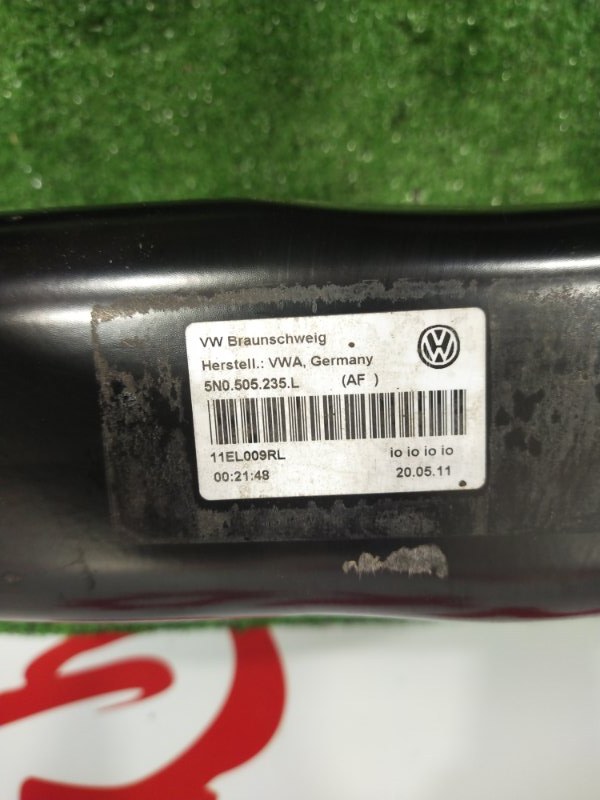 VW Braunschweig
Herstell.: VWA, Germany
5N0.505.235.L (AF )
11EL009RL io io io io
00:21:48 20.05.11